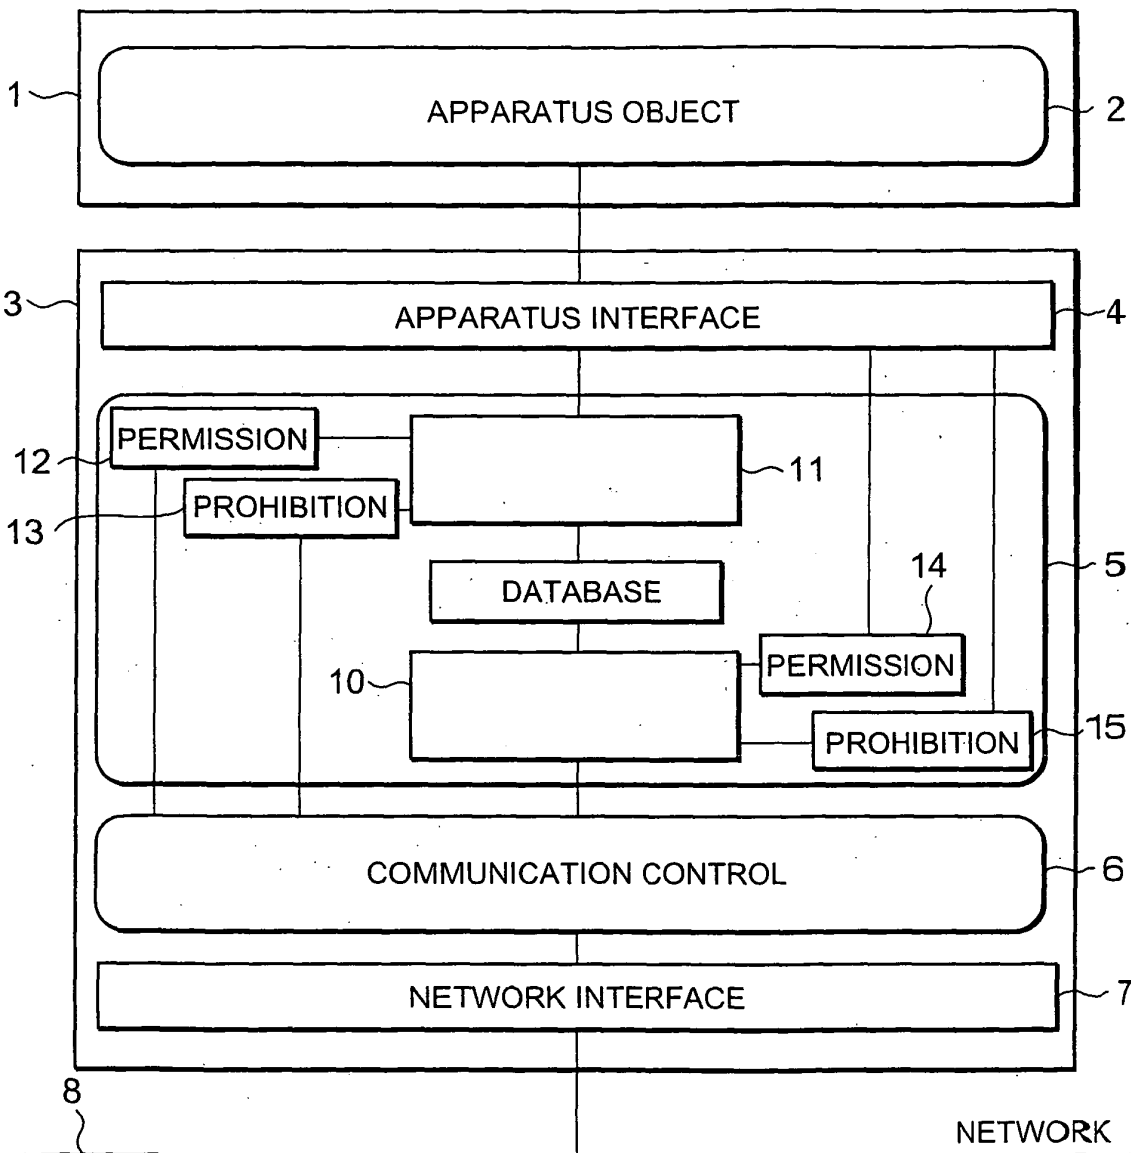 1
APPARATUS OBJECT
2
3
APPARATUS INTERFACE
4
PERMISSION
12
11
PROHIBITION
13
DATABASE
14
5
PERMISSION
10
PROHIBITION
15
COMMUNICATION CONTROL
6
NETWORK INTERFACE
7
8
NETWORK